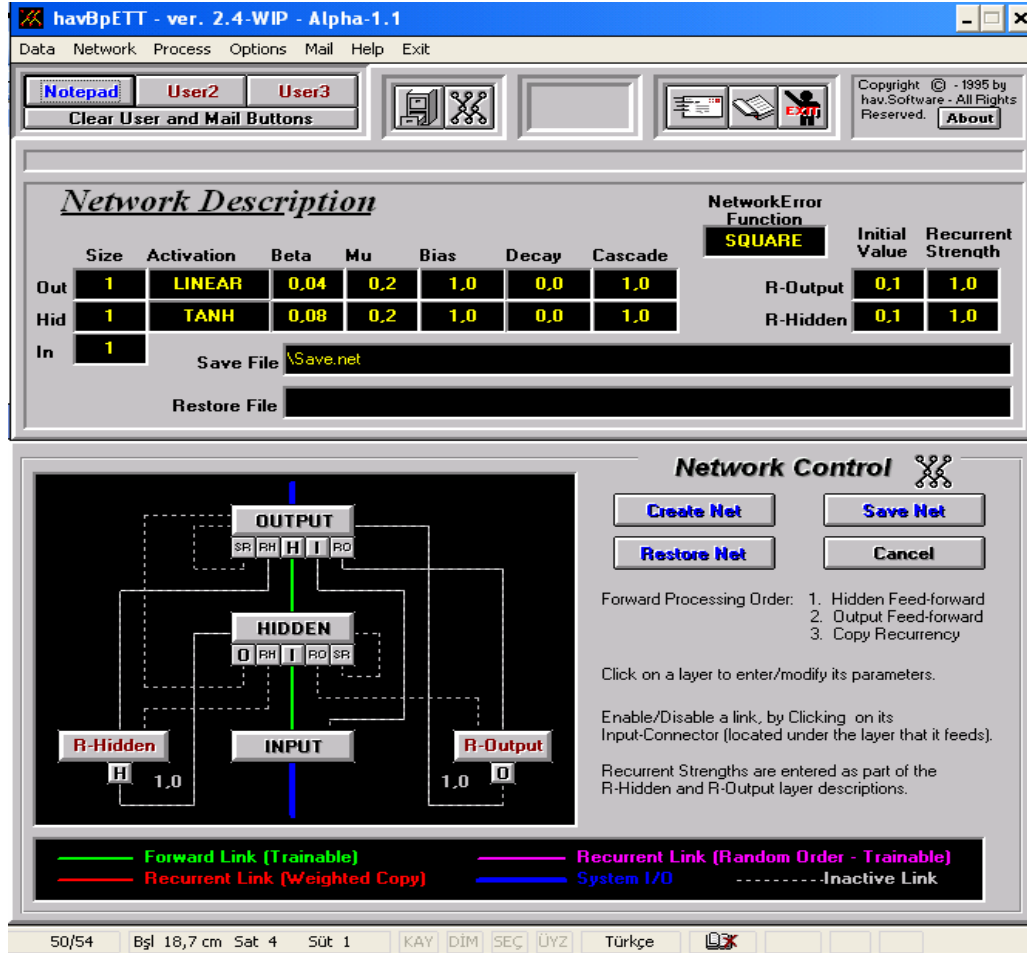 havBpETT - ver. 2.4-WIP - Alpha-1.1
Data Network Process Options Mail Help Exit
Notepad User2 User3
Clear User and Mail Buttons
EXIT
Copyright © - 1995 by
hav.Software - All Rights
Reserved. About
Network Description
NetworkError
Function
SQUARE
Initial Recurrent
Value Strength
Size Activation Beta Mu Bias Decay Cascade
Out 1 LINEAR 0,04 0,2 1,0 0,0 1,0 R-Output 0,1 1,0
Hid 1 TANH 0,08 0,2 1,0 0,0 1,0 R-Hidden 0,1 1,0
In 1
Save File \Save.net
Restore File
Network Control
Create Net Save Net
Restore Net Cancel
OUTPUT
SR RH H I RO
HIDDEN
O RH I RO SR
R-Hidden INPUT R-Output
H 1,0 1,0 O
Forward Processing Order: 1. Hidden Feed-forward
2. Output Feed-forward
3. Copy Recurrency
Click on a layer to enter/modify its parameters.
Enable/Disable a link, by Clicking on its
Input-Connector (located under the layer that it feeds).
Recurrent Strengths are entered as part of the
R-Hidden and R-Output layer descriptions.
Forward Link (Trainable) Recurrent Link (Random Order - Trainable)
Recurrent Link (Weighted Copy) System I/O ----------Inactive Link
50/54 Bşl 18,7 cm Sat 4 Süt 1 KAY DİM SEÇ ÜYZ Türkçe